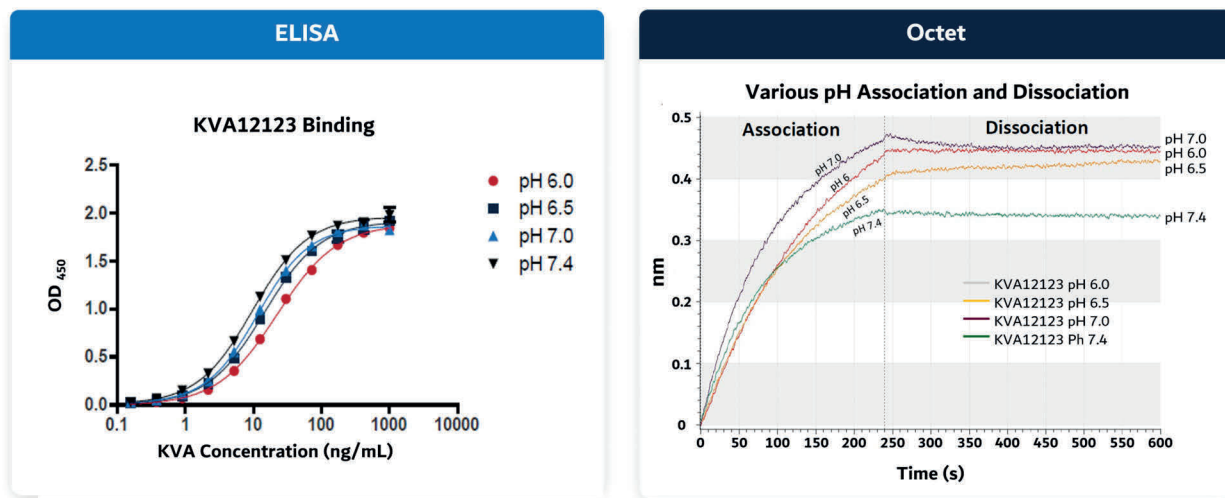 ELISA
KVA12123 Binding
OD 450
2.5
2.0
1.5
1.0
0.5
0.0
0.1
1
10
100
1000
10000
KVA Concentration (ng/mL)
pH 6.0
pH 6.5
pH 7.0
pH 7.4
Octet
Various pH Association and Dissociation
Association
Dissociation
nm
0.5
0.4
0.3
0.2
0.1
0
pH 7.0
pH 6
pH 6.5
pH 7.4
pH 7.0
pH 6.0
pH 6.5
pH 7.4
KVA12123 pH 6.0
KVA12123 pH 6.5
KVA12123 pH 7.0
KVA12123 Ph 7.4
0
50
100
150
200
250
300
350
400
450
500
550
600
Time (s)